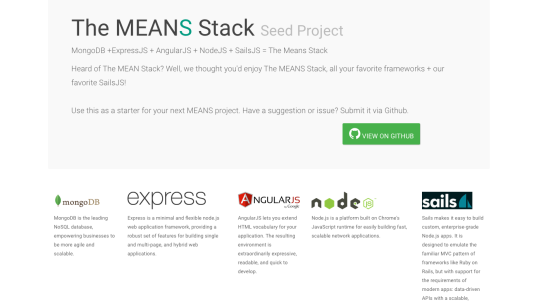 The MEANS Stack Seed Project
MongoDB +ExpressJS + AngularJS + NodeJS + SailsJS = The Means Stack
Heard of The MEAN Stack? Well, we thought you'd enjoy The MEANS Stack, all your favorite frameworks + our
favorite SailsJS!
Use this as a starter for your next MEANS project. Have a suggestion or issue? Submit it via Github.
VIEW ON GITHUB
mongoDB
MongoDB is the leading
NoSQL database,
empowering businesses to
be more agile and
scalable.
express
Express is a minimal and flexible node.js
web application framework, providing a
robust set of features for building single
and multi-page, and hybrid web
applications.
ANGULARJS
by Google
AngularJS lets you extend
HTML vocabulary for your
application. The resulting
environment is
extraordinarily expressive,
readable, and quick to
develop.
node
JS
Node.js is a platform built on Chrome's
JavaScript runtime for easily building fast,
scalable network applications.
sails
Sails makes it easy to build
custom, enterprise-grade
Node.js apps. It is
designed to emulate the
familiar MVC pattern of
frameworks like Ruby on
Rails, but with support for
the requirements of
modern apps: data-driven
APIs with a scalable,